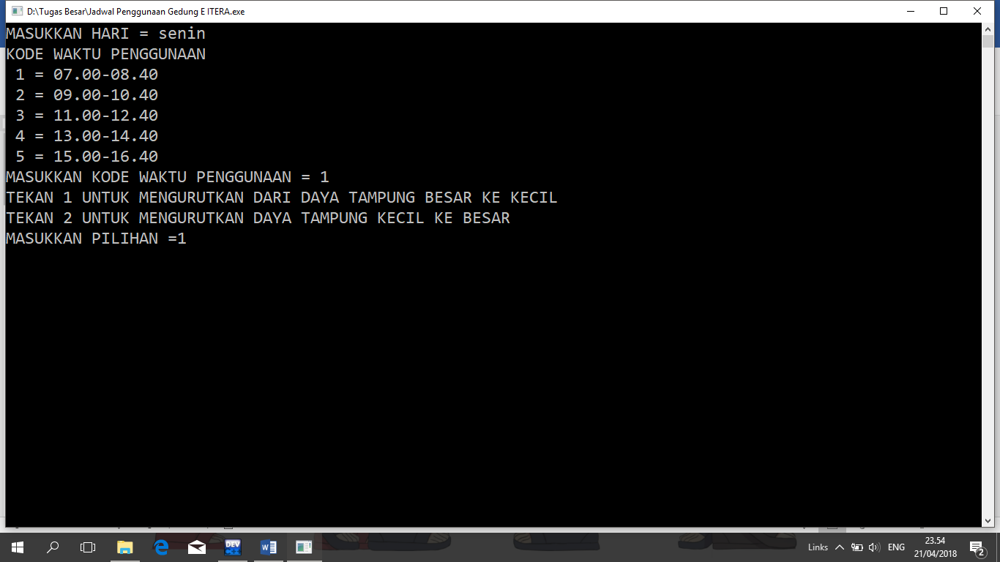 D:\Tugas Besar\Jadwal Penggunaan Gedung E ITERA.exe
MASUKKAN HARI = senin
KODE WAKTU PENGGUNAAN
1 = 07.00-08.40
2 = 09.00-10.40
3 = 11.00-12.40
4 = 13.00-14.40
5 = 15.00-16.40
MASUKKAN KODE WAKTU PENGGUNAAN = 1
TEKAN 1 UNTUK MENGURUTKAN DARI DAYA TAMPUNG BESAR KE KECIL
TEKAN 2 UNTUK MENGURUTKAN DAYA TAMPUNG KECIL KE BESAR
MASUKKAN PILIHAN =1
DEV
Links
ENG
23.54
21/04/2018
2